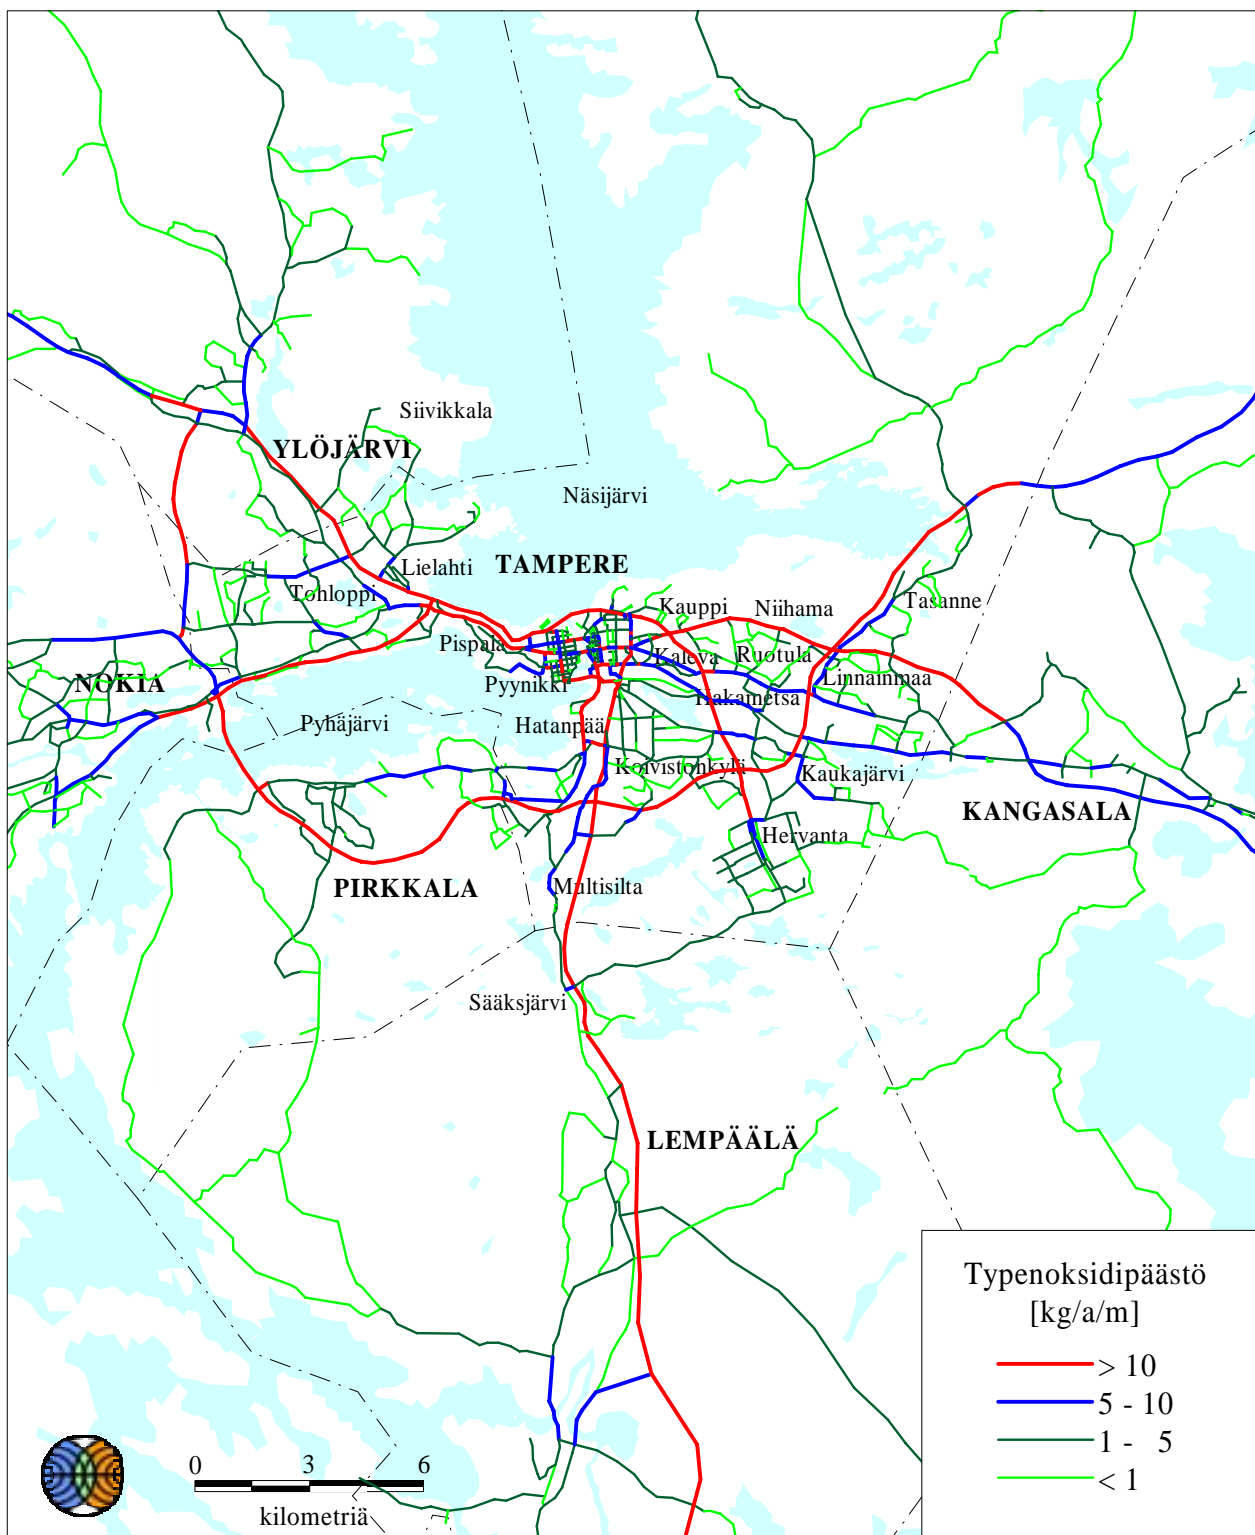 Siivikkala
YLÖJÄRVI
Näsijärvi
TAMPERE
Lielahti
Tohloppi
Kauppi
Niihama
Tasanne
Pispala
Kaleva
Ruotula
NOKIA
Pyynikki
Linnainmaa
Hakametsä
Pyhäjärvi
Hatanpää
Koivistonkylä
Kaukajärvi
KANGASALA
Hervanta
PIRKKALA
Multisilta
Sääksjärvi
LEMPÄÄLÄ
Typenoksidipäästö
[kg/a/m]
> 10
5 - 10
1 - 5
< 1
0 3 6
kilometriä